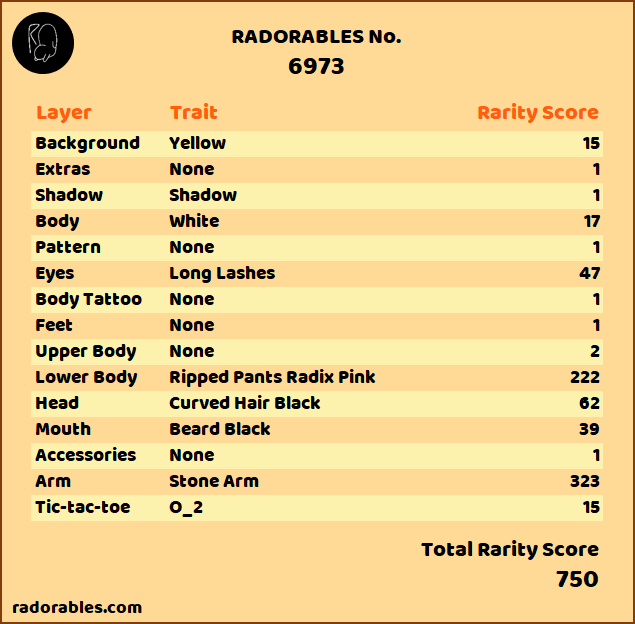 RADORABLES No.
6973
Layer Trait Rarity Score
Background Yellow 15
Extras None 1
Shadow Shadow 1
Body White 17
Pattern None 1
Eyes Long Lashes 47
Body Tattoo None 1
Feet None 1
Upper Body None 2
Lower Body Ripped Pants Radix Pink 222
Head Curved Hair Black 62
Mouth Beard Black 39
Accessories None 1
Arm Stone Arm 323
Tic-tac-toe O_2 15
Total Rarity Score
750
radorables.com